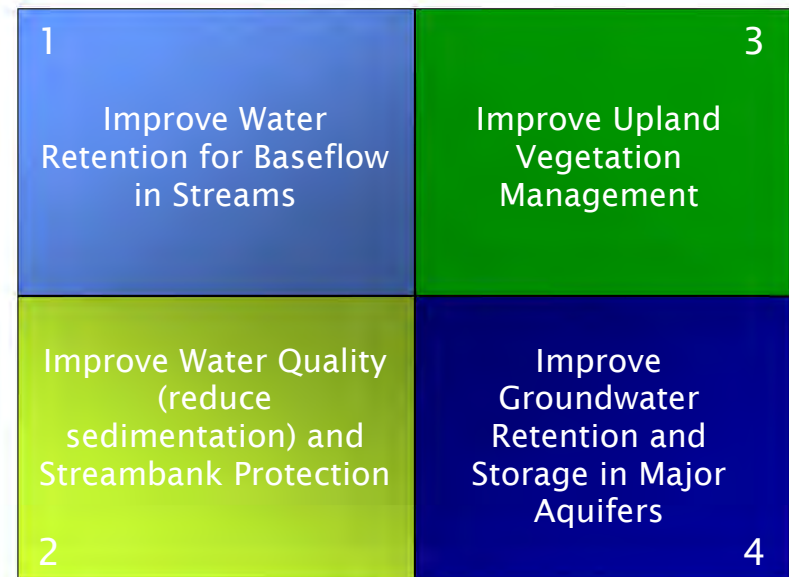 1
Improve Water
Retention for Baseflow
in Streams
Improve Water Quality
(reduce
sedimentation) and
Streambank Protection
2
3
Improve Upland
Vegetation
Management
Improve
Groundwater
Retention and
Storage in Major
Aquifers
4